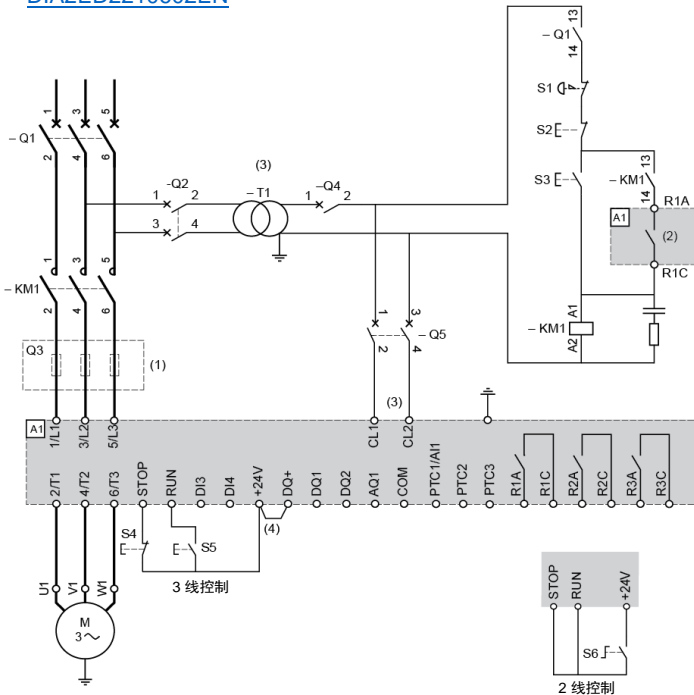 13
– Q1
14
S1
S2
S3
13
– KM1
14
R1A
A1
(2)
R1C
A1
– KM1
A2
1
3
5
– Q1
2
4
6
(3)
-Q2
1
2
3
4
– T1
–Q4
1
2
1
3
– KM1
5
2
4
6
1
3
– Q5
2
4
Q3
(1)
(3)
A1
1/L1
3/L2
5/L3
CL1
CL2
2/T1
4/T2
6/T3
STOP
RUN
DI3
DI4
+24V
DQ+
DQ1
DQ2
AQ1
COM
PTC1/AI1
PTC2
PTC3
R1A
R1C
R2A
R2C
R3A
R3C
(4)
S4
S5
3 线控制
U1
V1
W1
M
3
STOP
RUN
+24V
S6
2 线控制